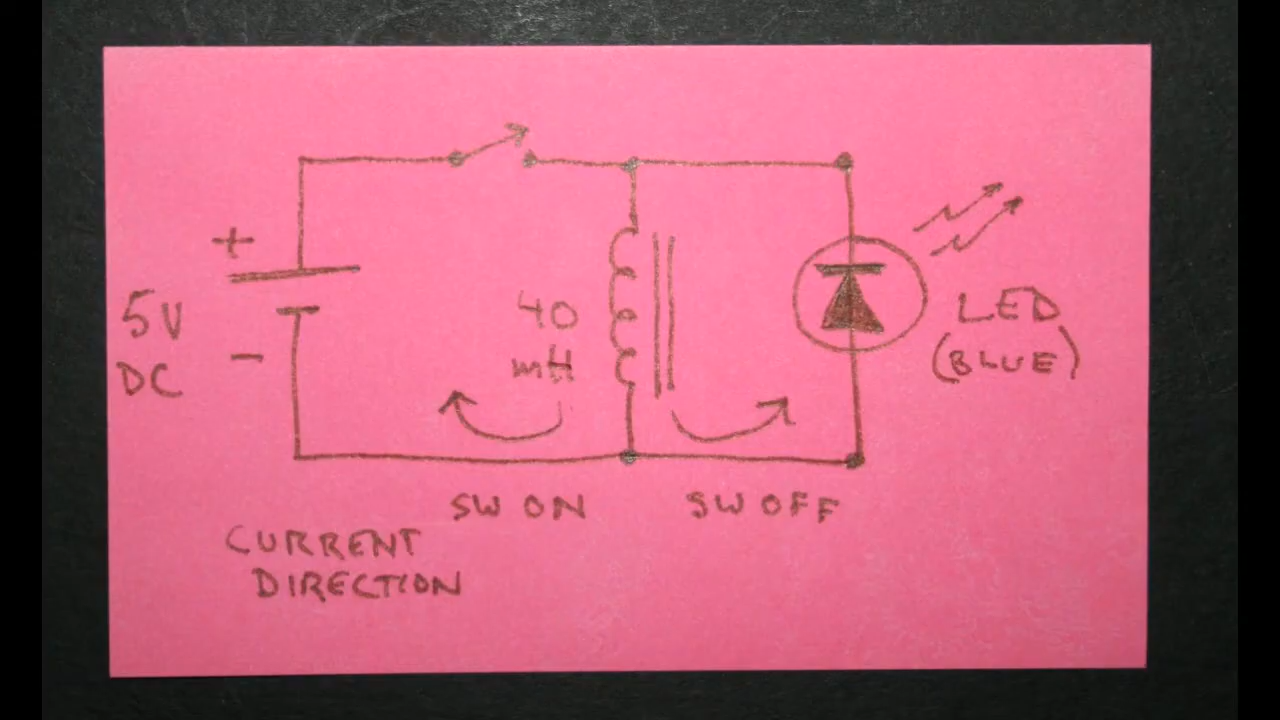 +
5V
DC
-
40
mH
LED
(BLUE)
SW ON
SW OFF
CURRENT
DIRECTION